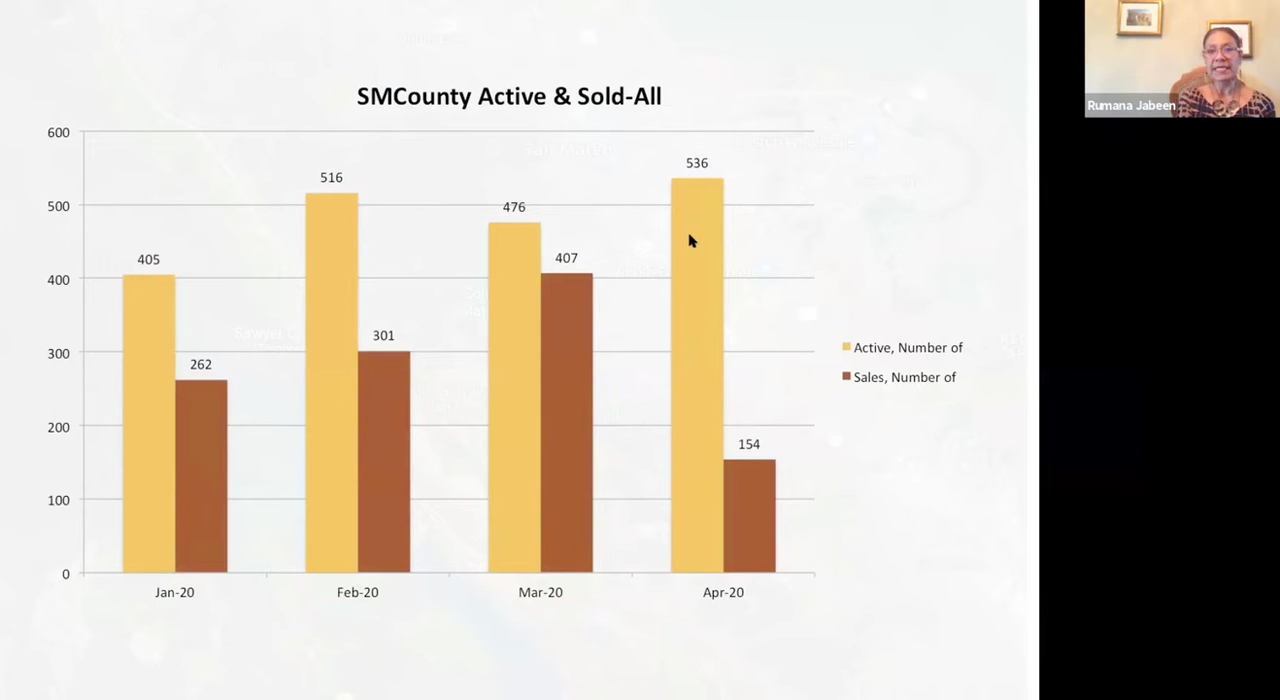 SMCounty Active & Sold-All
600
500
400
300
200
100
0
405
262
516
301
476
407
536
154
Jan-20
Feb-20
Mar-20
Apr-20
Active, Number of
Sales, Number of
Rumana Jabeen